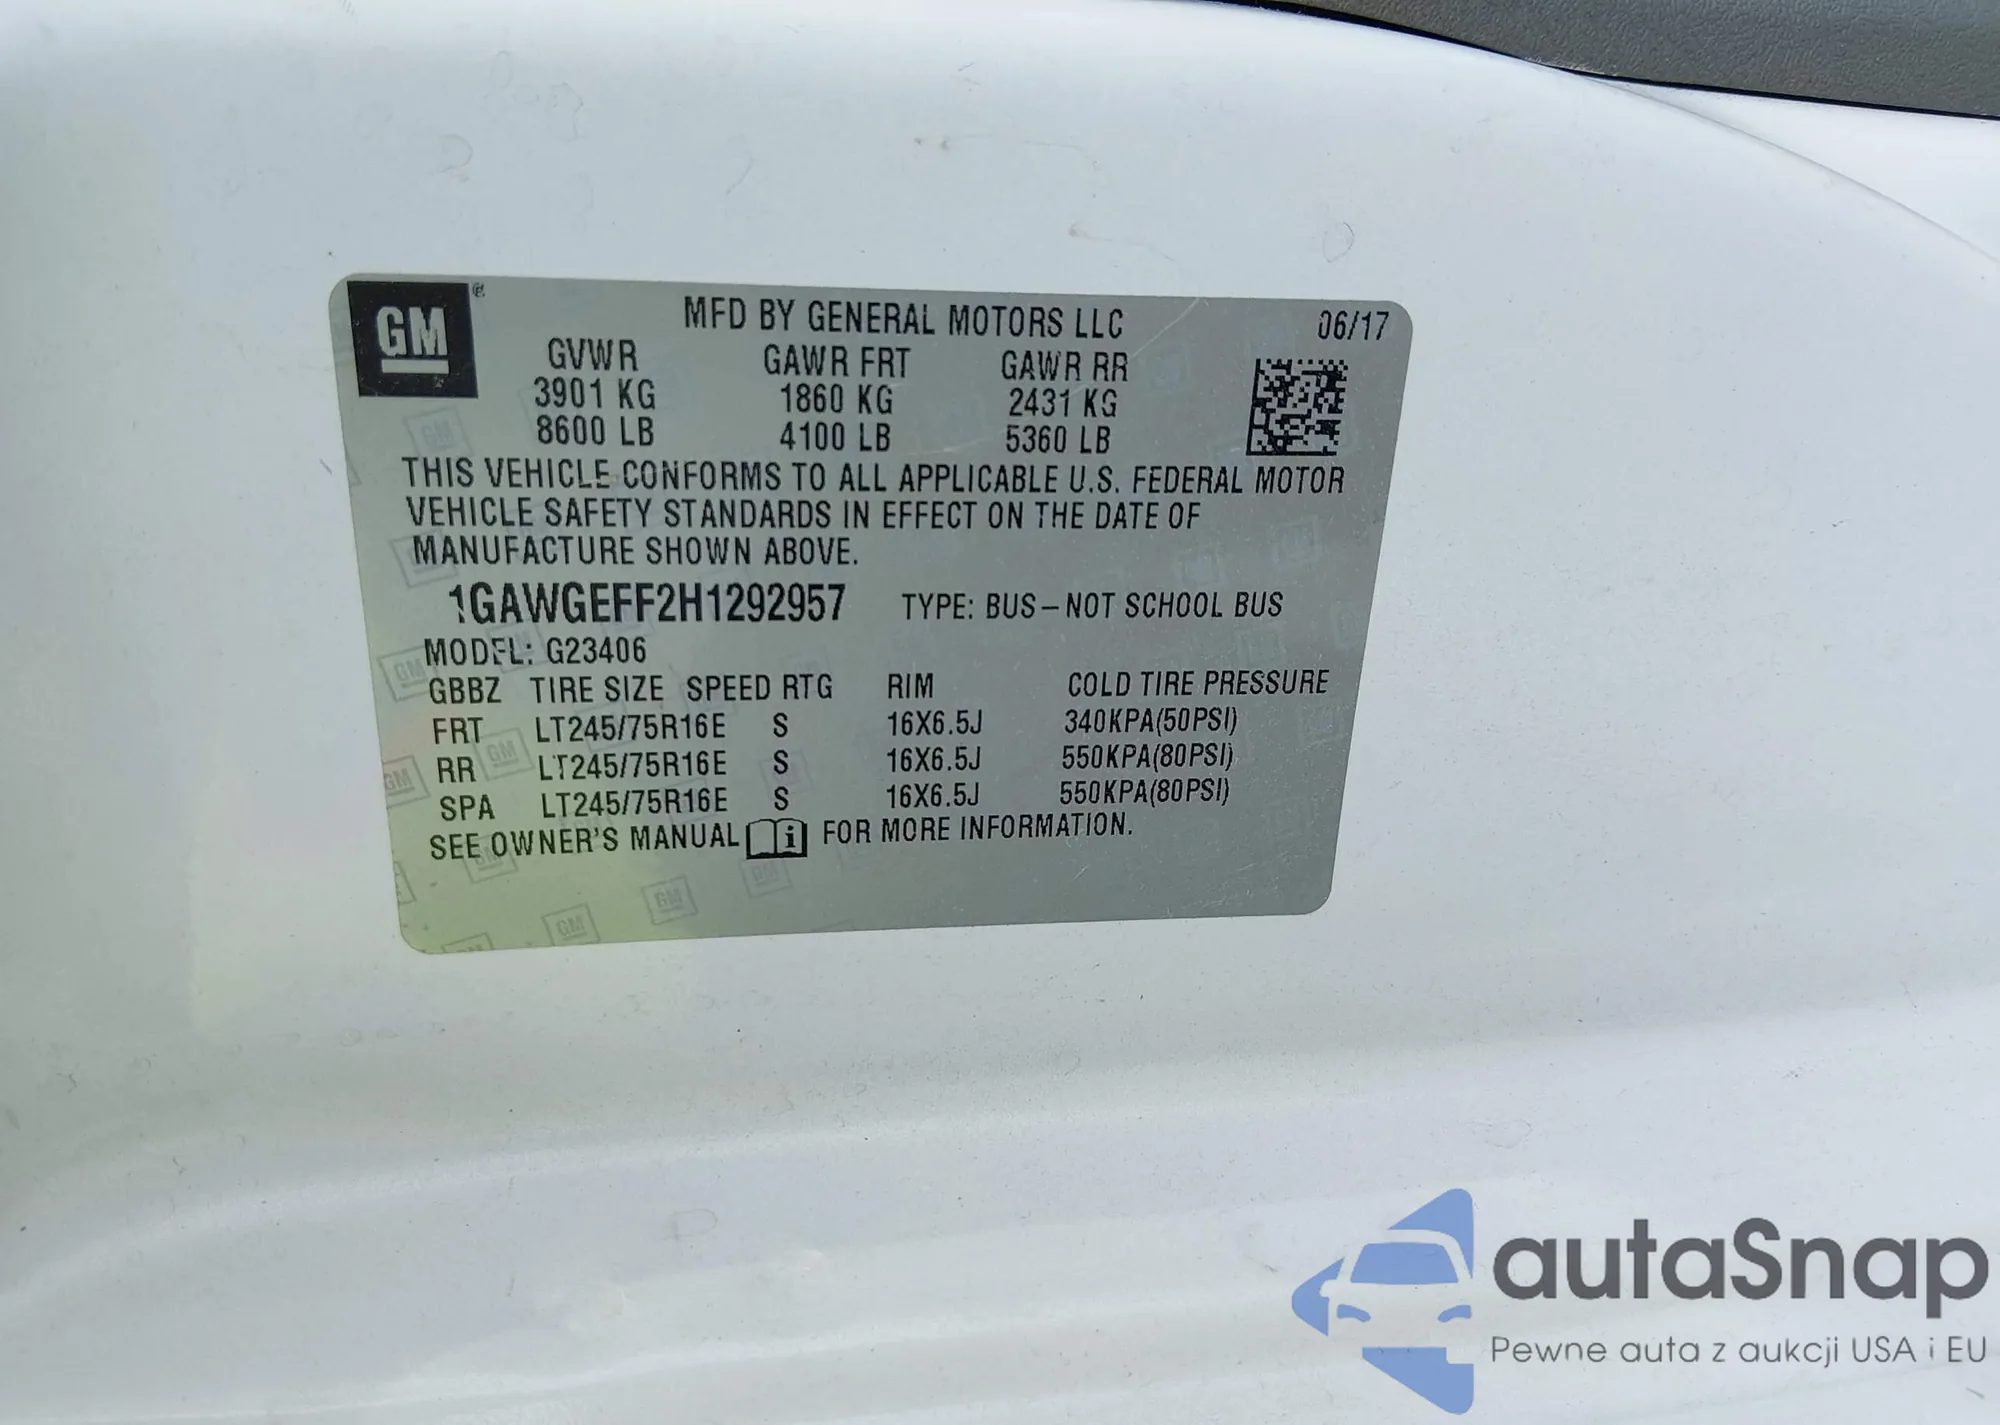 GM
MFD BY GENERAL MOTORS LLC 06/17
GVWR GAWR FRT GAWR RR
3901 KG 1860 KG 2431 KG
8600 LB 4100 LB 5360 LB
THIS VEHICLE CONFORMS TO ALL APPLICABLE U.S. FEDERAL MOTOR
VEHICLE SAFETY STANDARDS IN EFFECT ON THE DATE OF
MANUFACTURE SHOWN ABOVE.
1GAWGEFF2H1292957 TYPE: BUS–NOT SCHOOL BUS
MODEL: G23406
GBBZ TIRE SIZE SPEED RTG RIM COLD TIRE PRESSURE
FRT LT245/75R16E S 16X6.5J 340KPA(50PSI)
RR LT245/75R16E S 16X6.5J 550KPA(80PSI)
SPA LT245/75R16E S 16X6.5J 550KPA(80PSI)
SEE OWNER'S MANUAL i FOR MORE INFORMATION.
autaSnap
Pewne auta z aukcji USA i EU